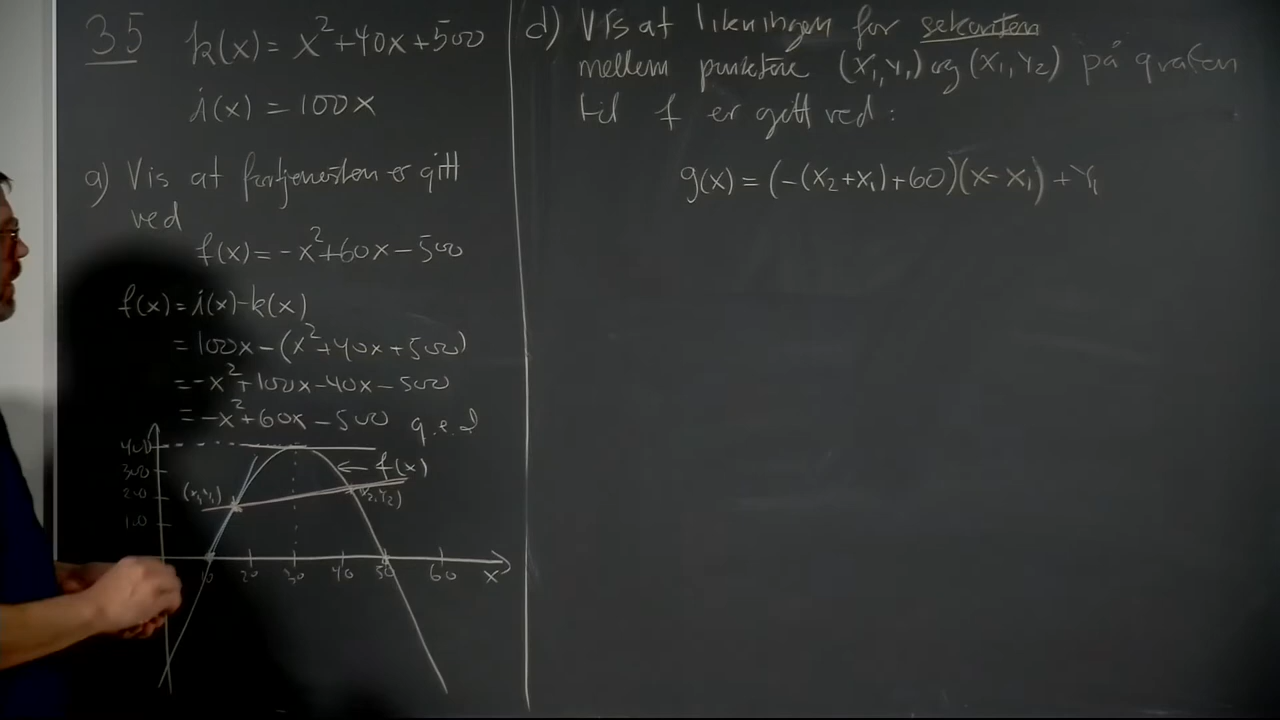 35 k(x) = x²+40x+500
i(x) = 100x
a) Vis at fortjenesten er gitt
ved
f(x) = -x²+60x-500
f(x) = i(x)-k(x)
= 100x-(x²+40x+500)
= -x²+100x-40x-500
= -x²+60x-500 q.e.d
400
300
200
100
f(x)
(x₁,y₁)
(x₂,y₂)
10 20 30 40 50 60 x
d) Vis at likningen for sekanten
mellem punktene (x₁,y₁) og (x₁,y₂) på grafen
til f er gitt ved:
g(x) = (-(x₂+x₁)+60)(x-x₁)+y₁